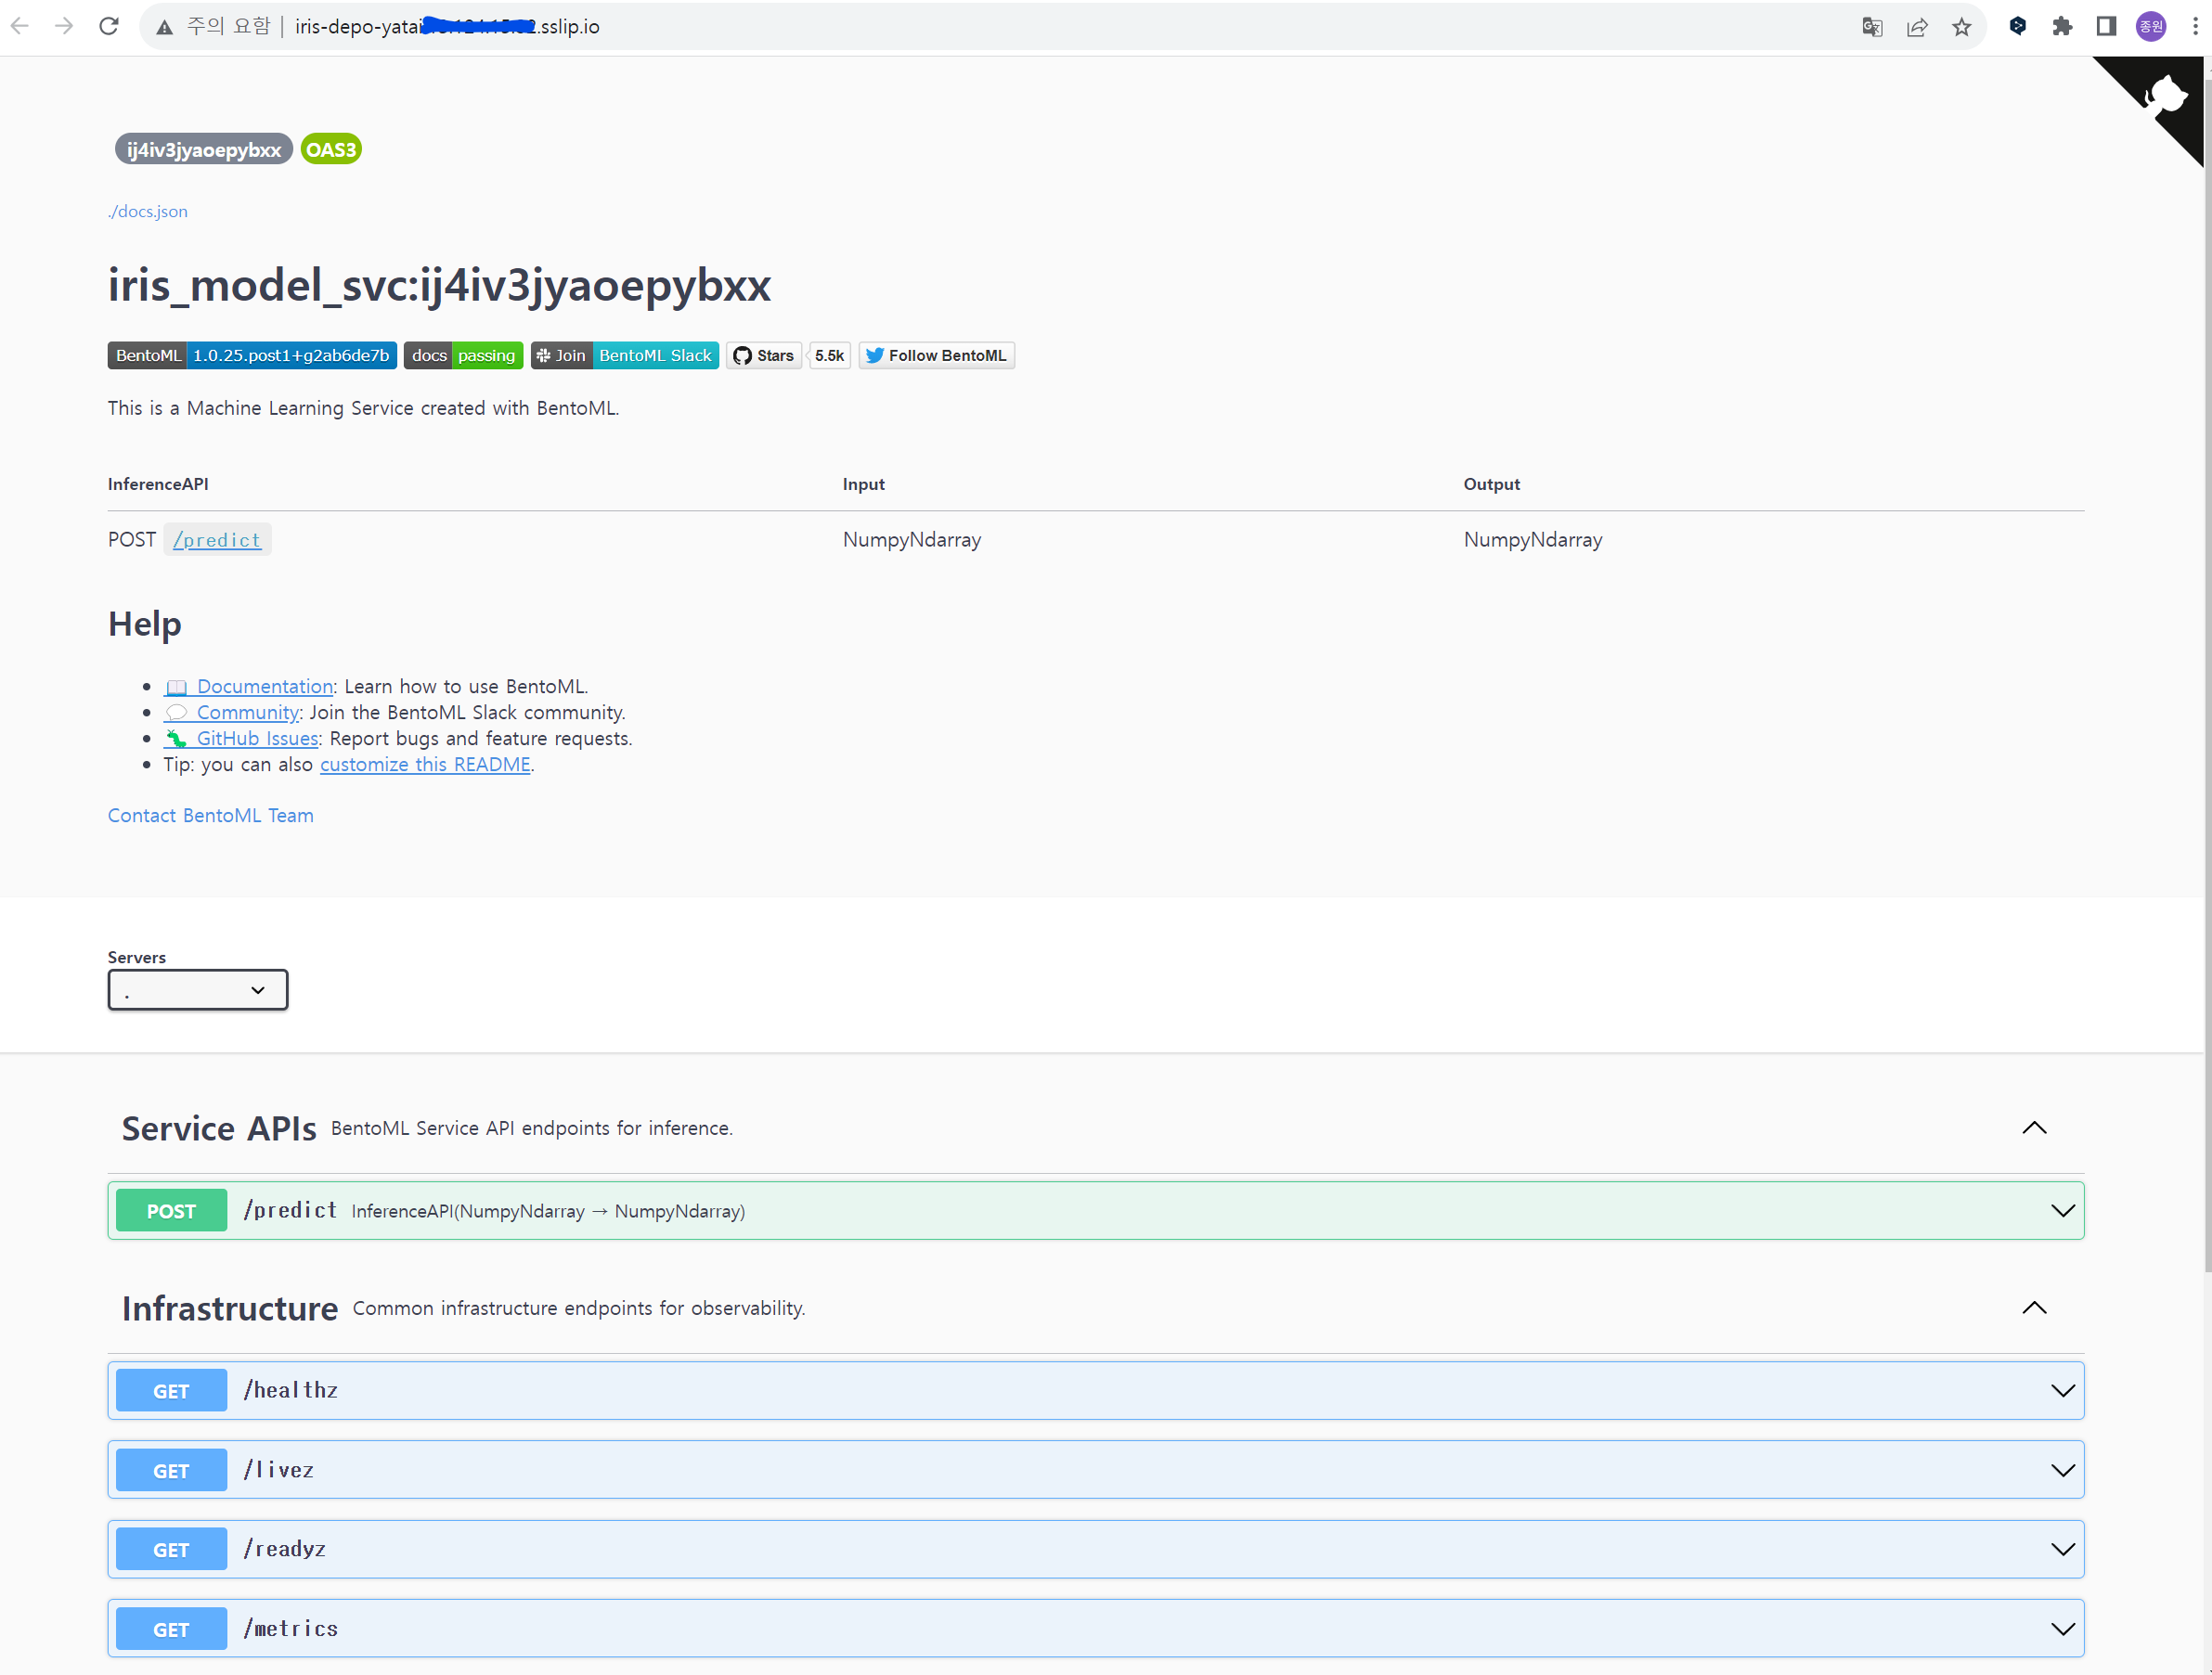 주의 요함 | iris-depo-yatai .sslip.io
종원
ij4iv3jyaoepybxx OAS3
./docs.json
iris_model_svc:ij4iv3jyaoepybxx
BentoML 1.0.25.post1+g2ab6de7b docs passing Join BentoML Slack Stars 5.5k Follow BentoML
This is a Machine Learning Service created with BentoML.
InferenceAPI Input Output
POST /predict NumpyNdarray NumpyNdarray
Help
📖 Documentation: Learn how to use BentoML.
💬 Community: Join the BentoML Slack community.
🐛 GitHub Issues: Report bugs and feature requests.
Tip: you can also customize this README.
Contact BentoML Team
Servers
.
Service APIs BentoML Service API endpoints for inference.
POST /predict InferenceAPI(NumpyNdarray → NumpyNdarray)
Infrastructure Common infrastructure endpoints for observability.
GET /healthz
GET /livez
GET /readyz
GET /metrics